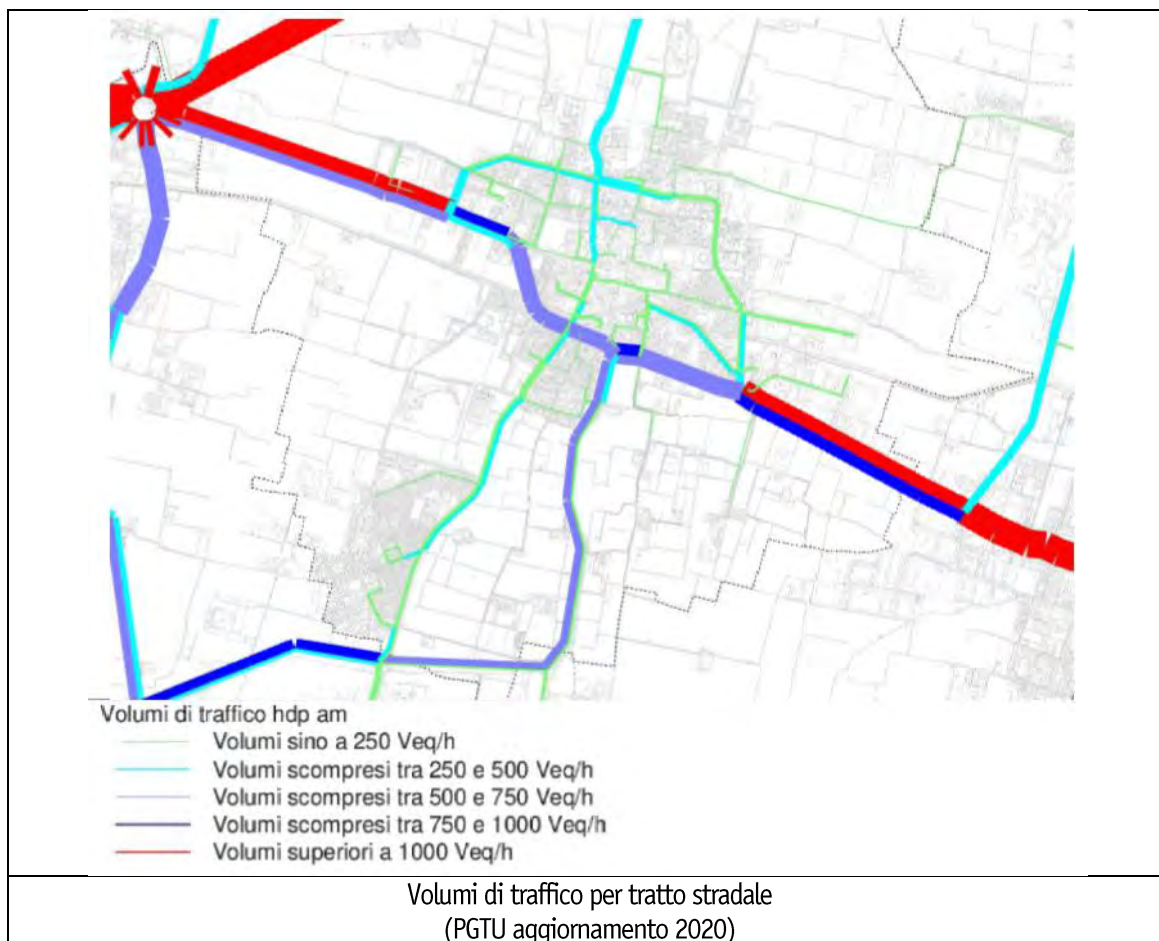 Volumi di traffico hdp am
Volumi sino a 250 Veq/h
Volumi scompresi tra 250 e 500 Veq/h
Volumi scompresi tra 500 e 750 Veq/h
Volumi scompresi tra 750 e 1000 Veq/h
Volumi superiori a 1000 Veq/h
Volumi di traffico per tratto stradale
(PGTU aggiornamento 2020)